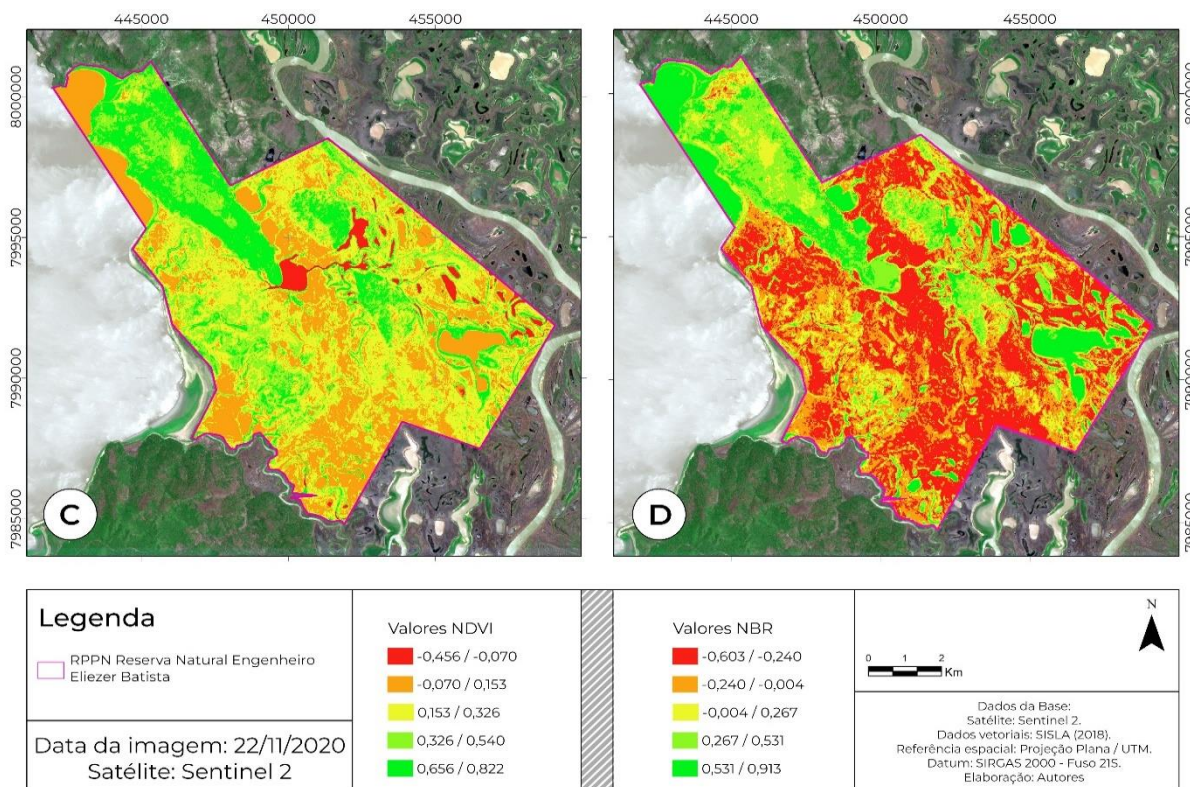 445000 450000 455000 445000 450000 455000
8000000
7995000
7990000
7985000
8000000
7995000
7990000
7985000
C
D
Legenda
RPPN Reserva Natural Engenheiro
Eliezer Batista
Data da imagem: 22/11/2020
Satélite: Sentinel 2
Valores NDVI
-0,456 / -0,070
-0,070 / 0,153
0,153 / 0,326
0,326 / 0,540
0,656 / 0,822
Valores NBR
-0,603 / -0,240
-0,240 / -0,004
-0,004 / 0,267
0,267 / 0,531
0,531 / 0,913
N
0 1 2
Km
Dados da Base:
Satélite: Sentinel 2.
Dados vetoriais: SISLA (2018).
Referência espacial: Projeção Plana / UTM.
Datum: SIRGAS 2000 - Fuso 21S.
Elaboração: Autores